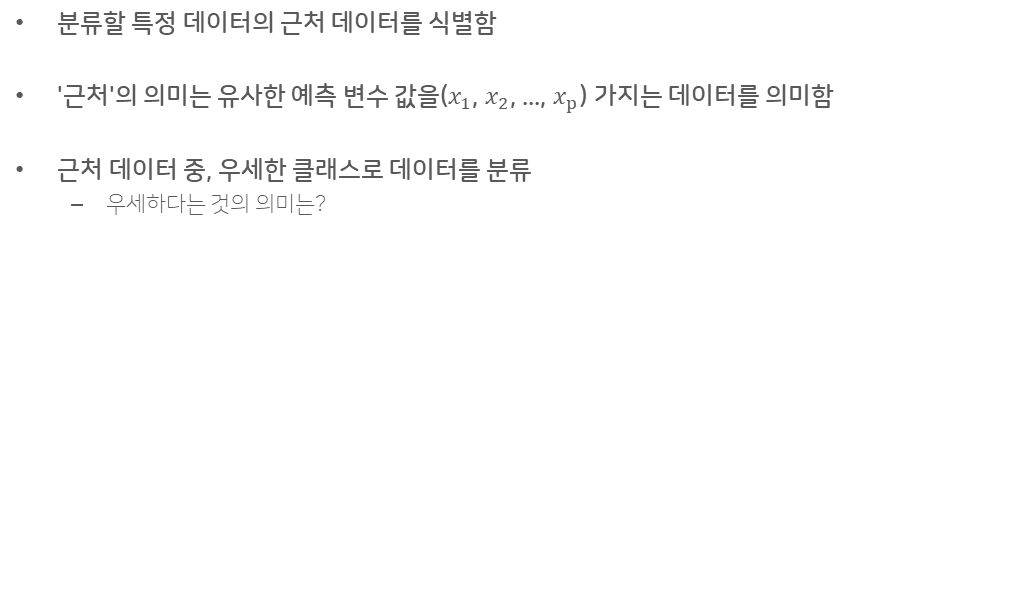 • 분류할 특정 데이터의 근처 데이터를 식별함
• '근처'의 의미는 유사한 예측 변수 값을(x₁, x₂, ..., xₚ) 가지는 데이터를 의미함
• 근처 데이터 중, 우세한 클래스로 데이터를 분류
– 우세하다는 것의 의미는?